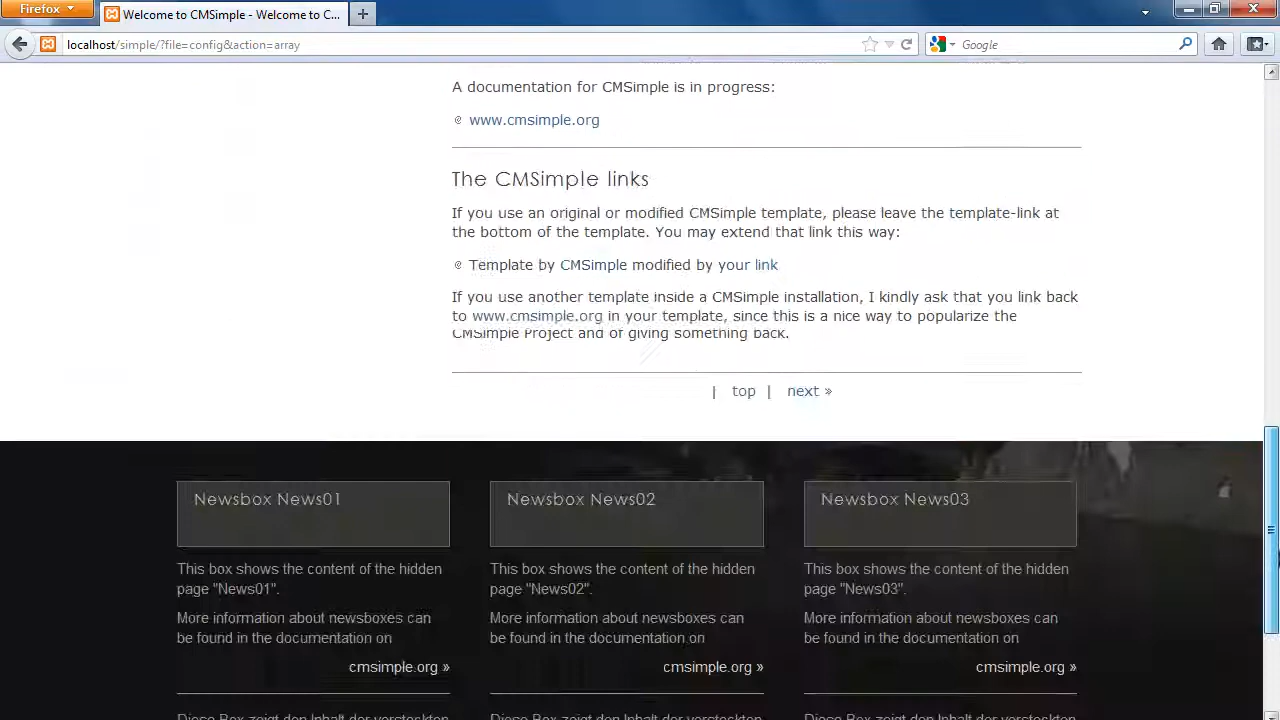 Firefox
Welcome to CMSimple - Welcome to C...
localhost/simple/?file=config&action=array
Google
A documentation for CMSimple is in progress:
www.cmsimple.org
The CMSimple links
If you use an original or modified CMSimple template, please leave the template-link at
the bottom of the template. You may extend that link this way:
Template by CMSimple modified by your link
If you use another template inside a CMSimple installation, I kindly ask that you link back
to www.cmsimple.org in your template, since this is a nice way to popularize the
CMSimple Project and of giving something back.
| top | next »
Newsbox News01
Newsbox News02
Newsbox News03
This box shows the content of the hidden
page "News01".
This box shows the content of the hidden
page "News02".
This box shows the content of the hidden
page "News03".
More information about newsboxes can
be found in the documentation on
More information about newsboxes can
be found in the documentation on
More information about newsboxes can
be found in the documentation on
cmsimple.org »
cmsimple.org »
cmsimple.org »
Diese Box zeigt den Inhalt der versteckten
Diese Box zeigt den Inhalt der versteckten
Diese Box zeigt den Inhalt der versteckten